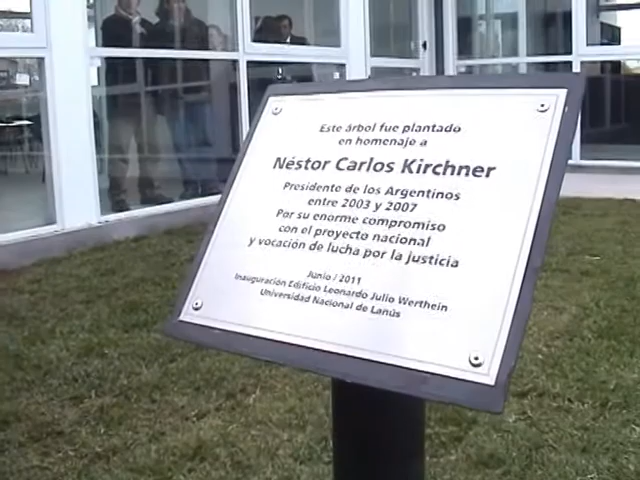 Este árbol fue plantado
en homenaje a
Néstor Carlos Kirchner
Presidente de los Argentinos
entre 2003 y 2007
Por su enorme compromiso
con el proyecto nacional
y vocación de lucha por la justicia
Junio / 2011
Inauguración Edificio Leonardo Julio Werthein
Universidad Nacional de Lanús